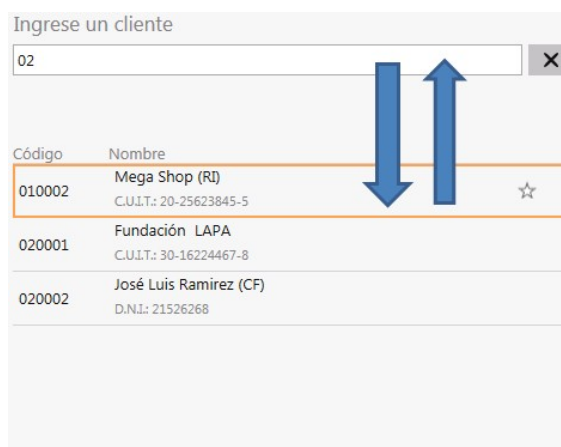 Ingrese un cliente
02
Código Nombre
010002 Mega Shop (RI)
C.U.I.T.: 20-25623845-5
020001 Fundación LAPA
C.U.I.T.: 30-16224467-8
020002 José Luis Ramirez (CF)
D.N.I.: 21526268